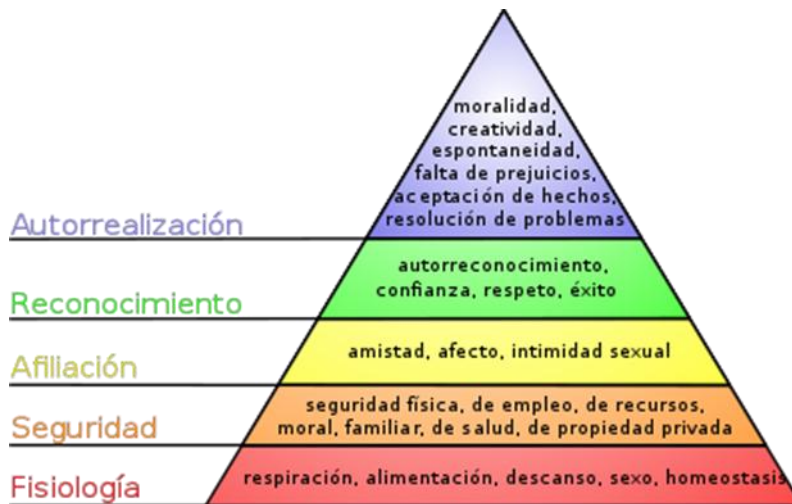 moralidad,
creatividad,
espontaneidad,
falta de prejuicios,
aceptación de hechos,
resolución de problemas
Autorrealización
autorreconocimiento,
confianza, respeto, éxito
Reconocimiento
amistad, afecto, intimidad sexual
Afiliación
seguridad física, de empleo, de recursos,
moral, familiar, de salud, de propiedad privada
Seguridad
respiración, alimentación, descanso, sexo, homeostasis
Fisiología